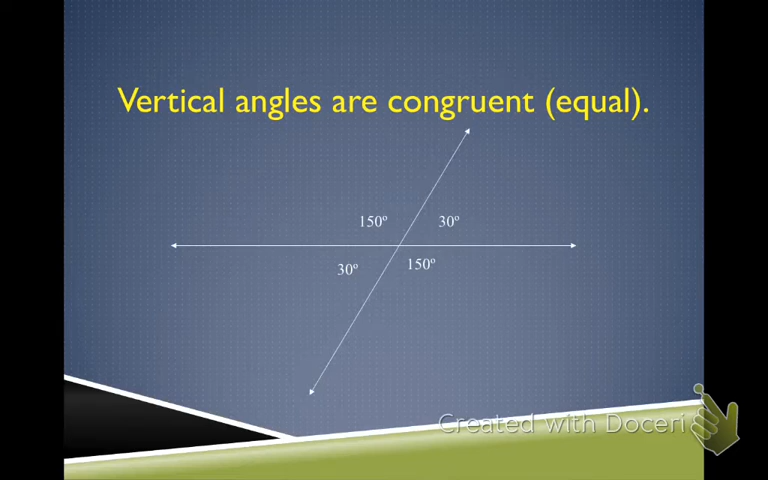 Vertical angles are congruent (equal).
150º 30º
30º 150º
Created with Doceri